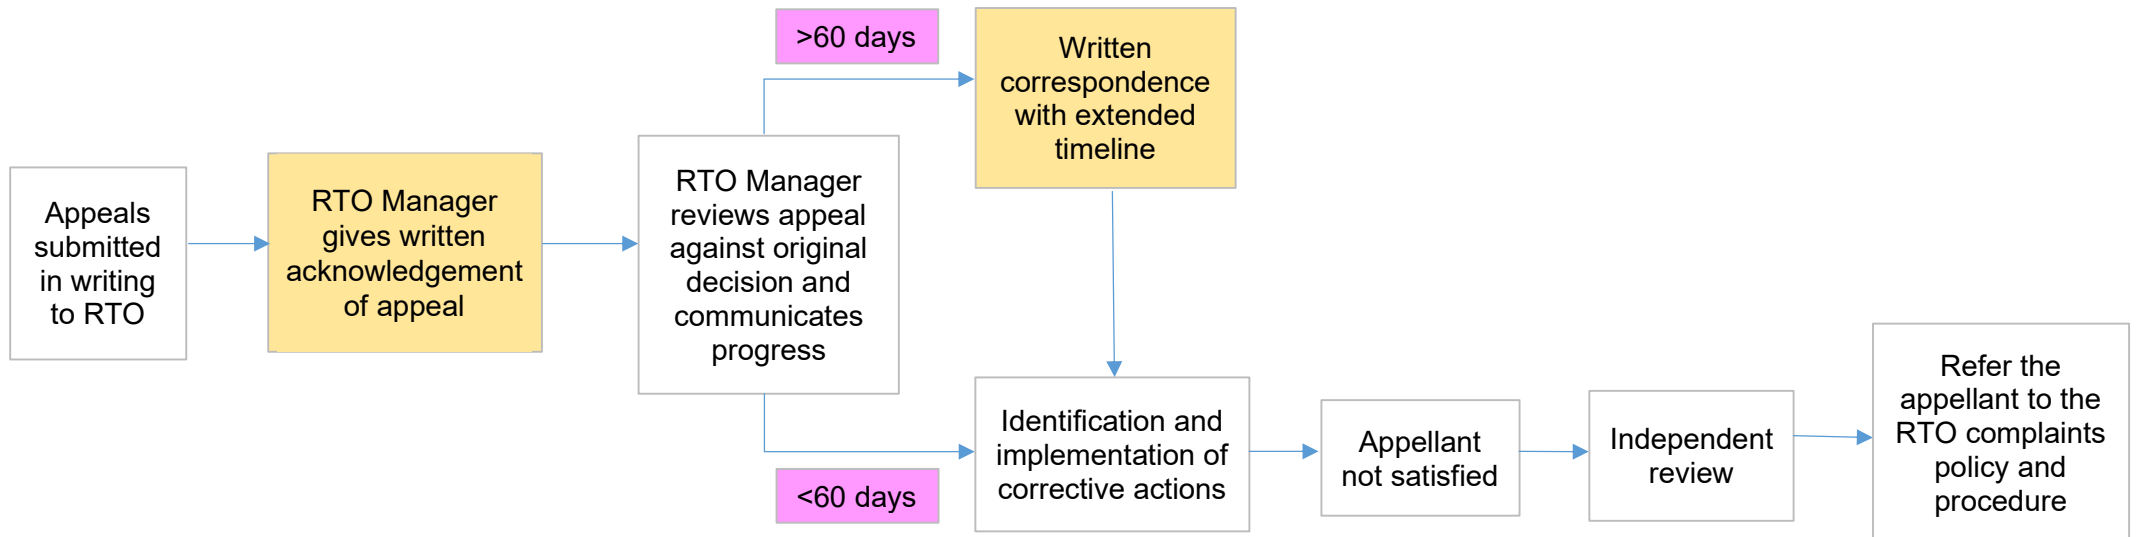 Appeals
submitted
in writing
to RTO
RTO Manager
gives written
acknowledgement
of appeal
RTO Manager
reviews appeal
against original
decision and
communicates
progress
>60 days
Written
correspondence
with extended
timeline
<60 days
Identification and
implementation of
corrective actions
Appellant
not satisfied
Independent
review
Refer the
appellant to the
RTO complaints
policy and
procedure